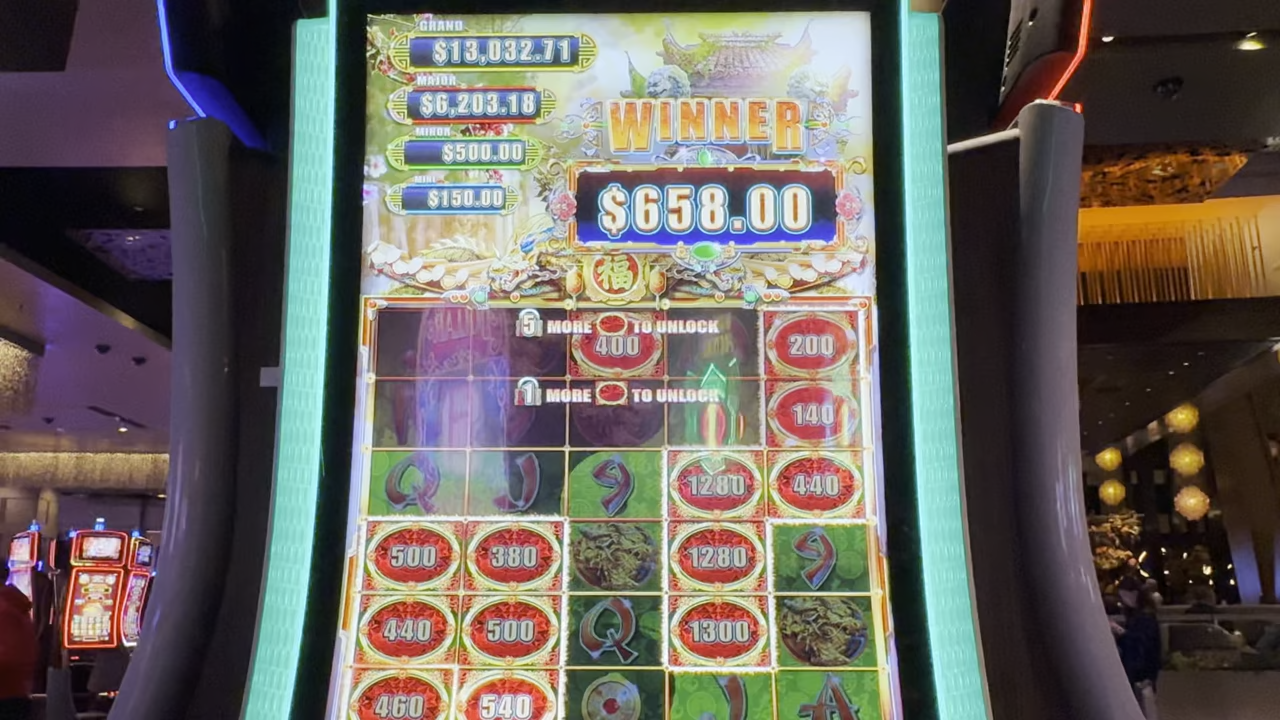 GRAND
$13,032.71
MAJOR
$6,203.18
MINOR
$500.00
MINI
$150.00
WINNER
$658.00
福
5 MORE TO UNLOCK
400
200
1 MORE TO UNLOCK
140
Q J 9 1280 440
500 380 1280 9
440 500 Q 1300
460 540 J A